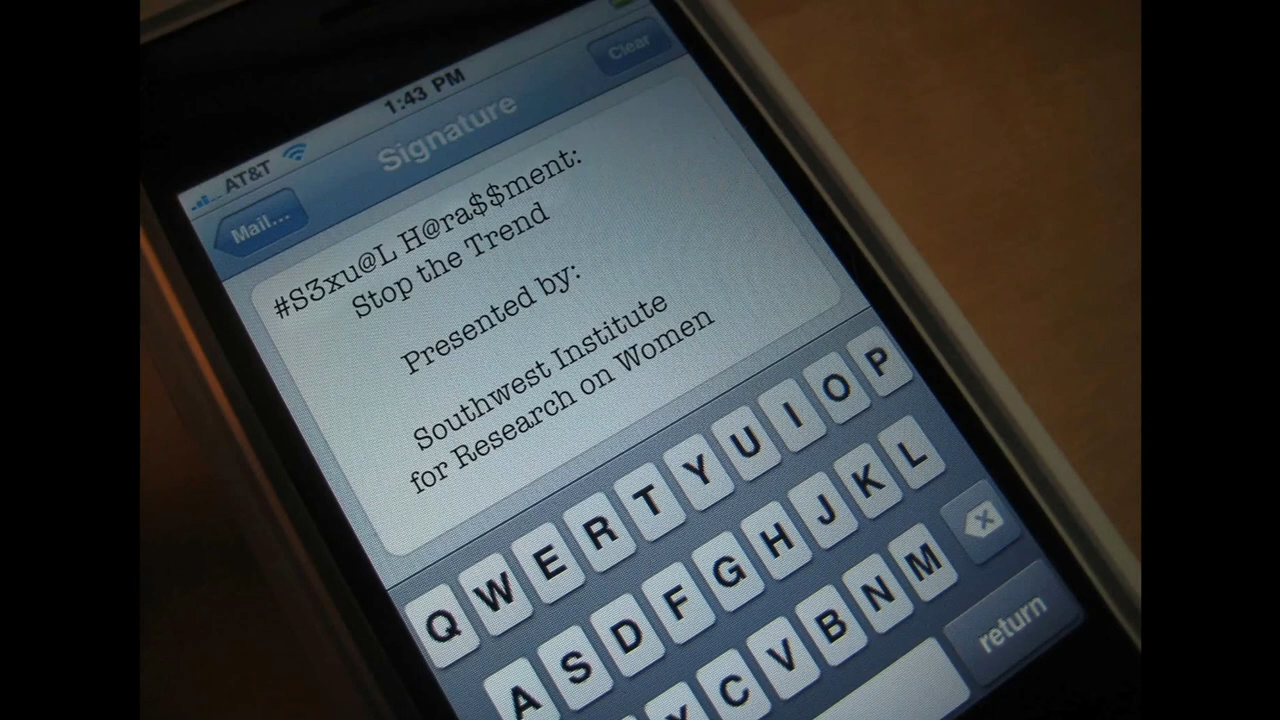 1:43 PM
AT&T
Mail...
Signature
Clear
#S3xu@L H@ra$$ment:
Stop the Trend
Presented by:
Southwest Institute
for Research on Women
Q W E R T Y U I O P
A S D F G H J K L
C V B N M
return